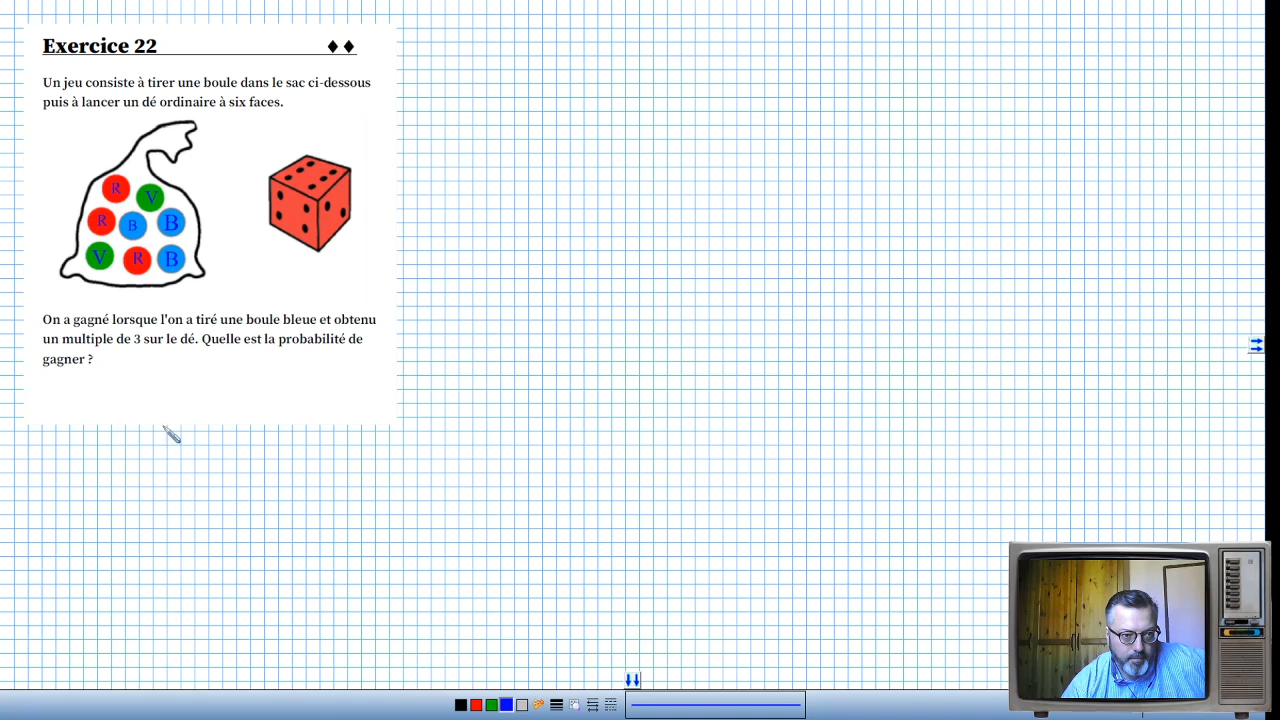 Exercice 22 ♦ ♦
Un jeu consiste à tirer une boule dans le sac ci-dessous
puis à lancer un dé ordinaire à six faces.
R V
R B B
V R B
On a gagné lorsque l'on a tiré une boule bleue et obtenu
un multiple de 3 sur le dé. Quelle est la probabilité de
gagner ?